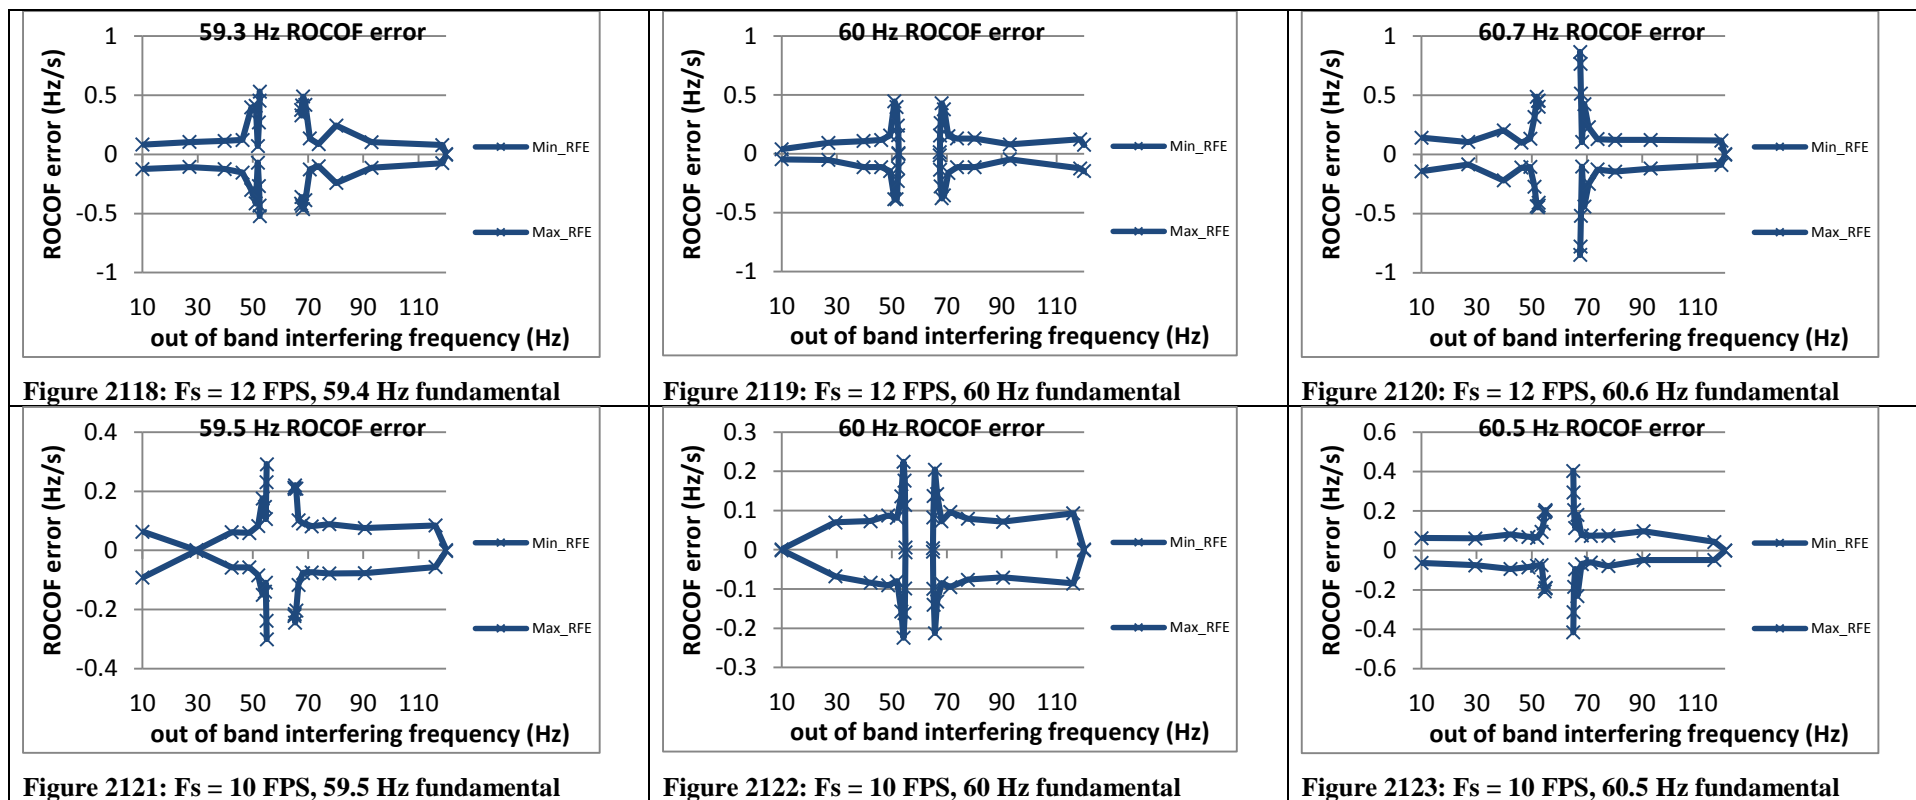 59.3 Hz ROCOF error
ROCOF error (Hz/s)
1
0.5
0
-0.5
-1
10 30 50 70 90 110
out of band interfering frequency (Hz)
Min_RFE
Max_RFE
Figure 2118: Fs = 12 FPS, 59.4 Hz fundamental
60 Hz ROCOF error
ROCOF error (Hz/s)
1
0.5
0
-0.5
-1
10 30 50 70 90 110
out of band interfering frequency (Hz)
Min_RFE
Max_RFE
Figure 2119: Fs = 12 FPS, 60 Hz fundamental
60.7 Hz ROCOF error
ROCOF error (Hz/s)
1
0.5
0
-0.5
-1
10 30 50 70 90 110
out of band interfering frequency (Hz)
Min_RFE
Max_RFE
Figure 2120: Fs = 12 FPS, 60.6 Hz fundamental
59.5 Hz ROCOF error
ROCOF error (Hz/s)
0.4
0.2
0
-0.2
-0.4
10 30 50 70 90 110
out of band interfering frequency (Hz)
Min_RFE
Max_RFE
Figure 2121: Fs = 10 FPS, 59.5 Hz fundamental
60 Hz ROCOF error
ROCOF error (Hz/s)
0.3
0.2
0.1
0
-0.1
-0.2
-0.3
10 30 50 70 90 110
out of band interfering frequency (Hz)
Min_RFE
Max_RFE
Figure 2122: Fs = 10 FPS, 60 Hz fundamental
60.5 Hz ROCOF error
ROCOF error (Hz/s)
0.6
0.4
0.2
0
-0.2
-0.4
-0.6
10 30 50 70 90 110
out of band interfering frequency (Hz)
Min_RFE
Max_RFE
Figure 2123: Fs = 10 FPS, 60.5 Hz fundamental